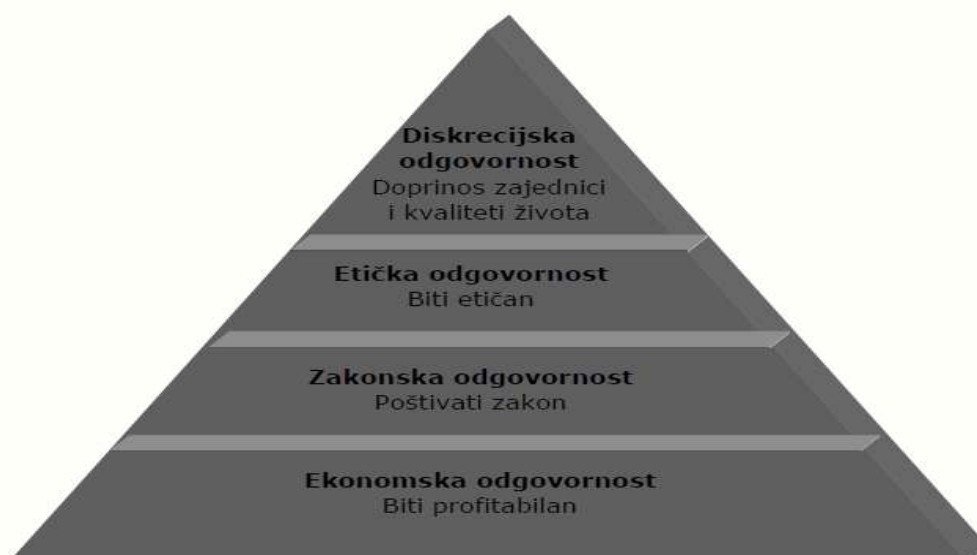 Diskrecijska
odgovornost
Doprinos zajednici
i kvaliteti života
Etička odgovornost
Biti etičan
Zakonska odgovornost
Poštivati zakon
Ekonomska odgovornost
Biti profitabilan